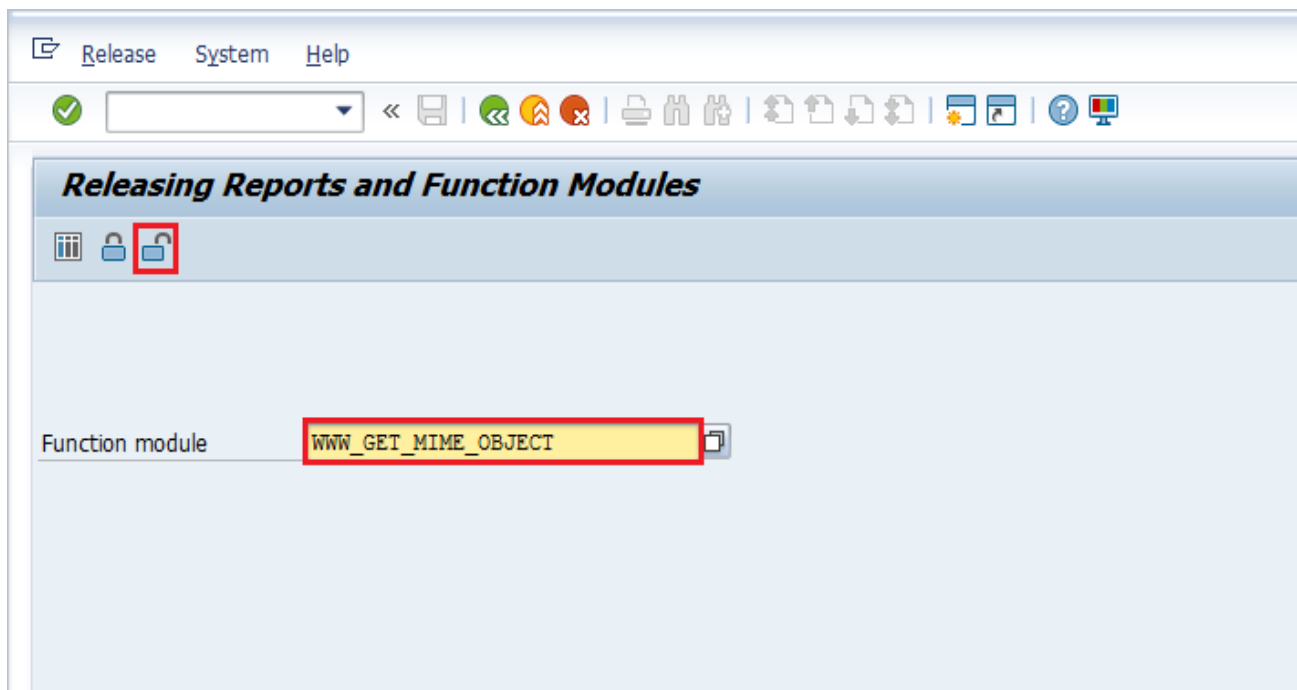 Release System Help
Releasing Reports and Function Modules
Function module WWW_GET_MIME_OBJECT